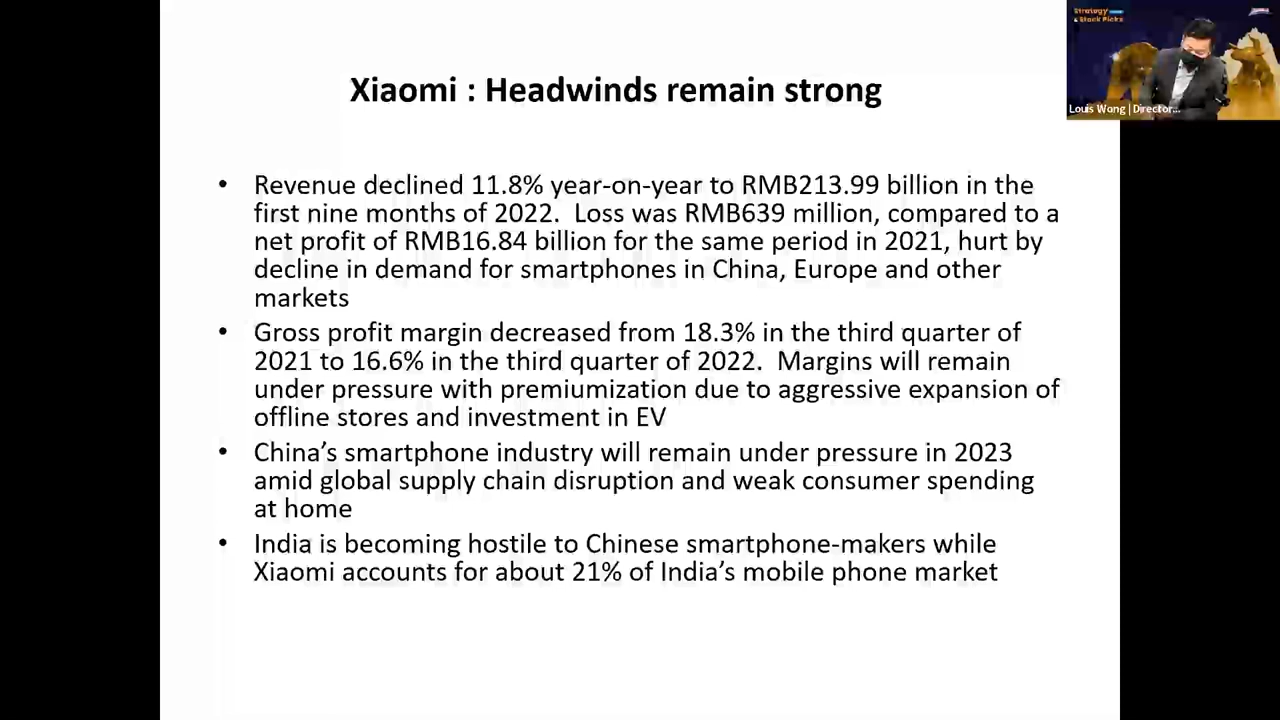 Strategy
& Stock Picks
Louis Wong | Director...
Xiaomi : Headwinds remain strong
• Revenue declined 11.8% year-on-year to RMB213.99 billion in the
first nine months of 2022.  Loss was RMB639 million, compared to a
net profit of RMB16.84 billion for the same period in 2021, hurt by
decline in demand for smartphones in China, Europe and other
markets
• Gross profit margin decreased from 18.3% in the third quarter of
2021 to 16.6% in the third quarter of 2022.  Margins will remain
under pressure with premiumization due to aggressive expansion of
offline stores and investment in EV
• China’s smartphone industry will remain under pressure in 2023
amid global supply chain disruption and weak consumer spending
at home
• India is becoming hostile to Chinese smartphone-makers while
Xiaomi accounts for about 21% of India’s mobile phone market